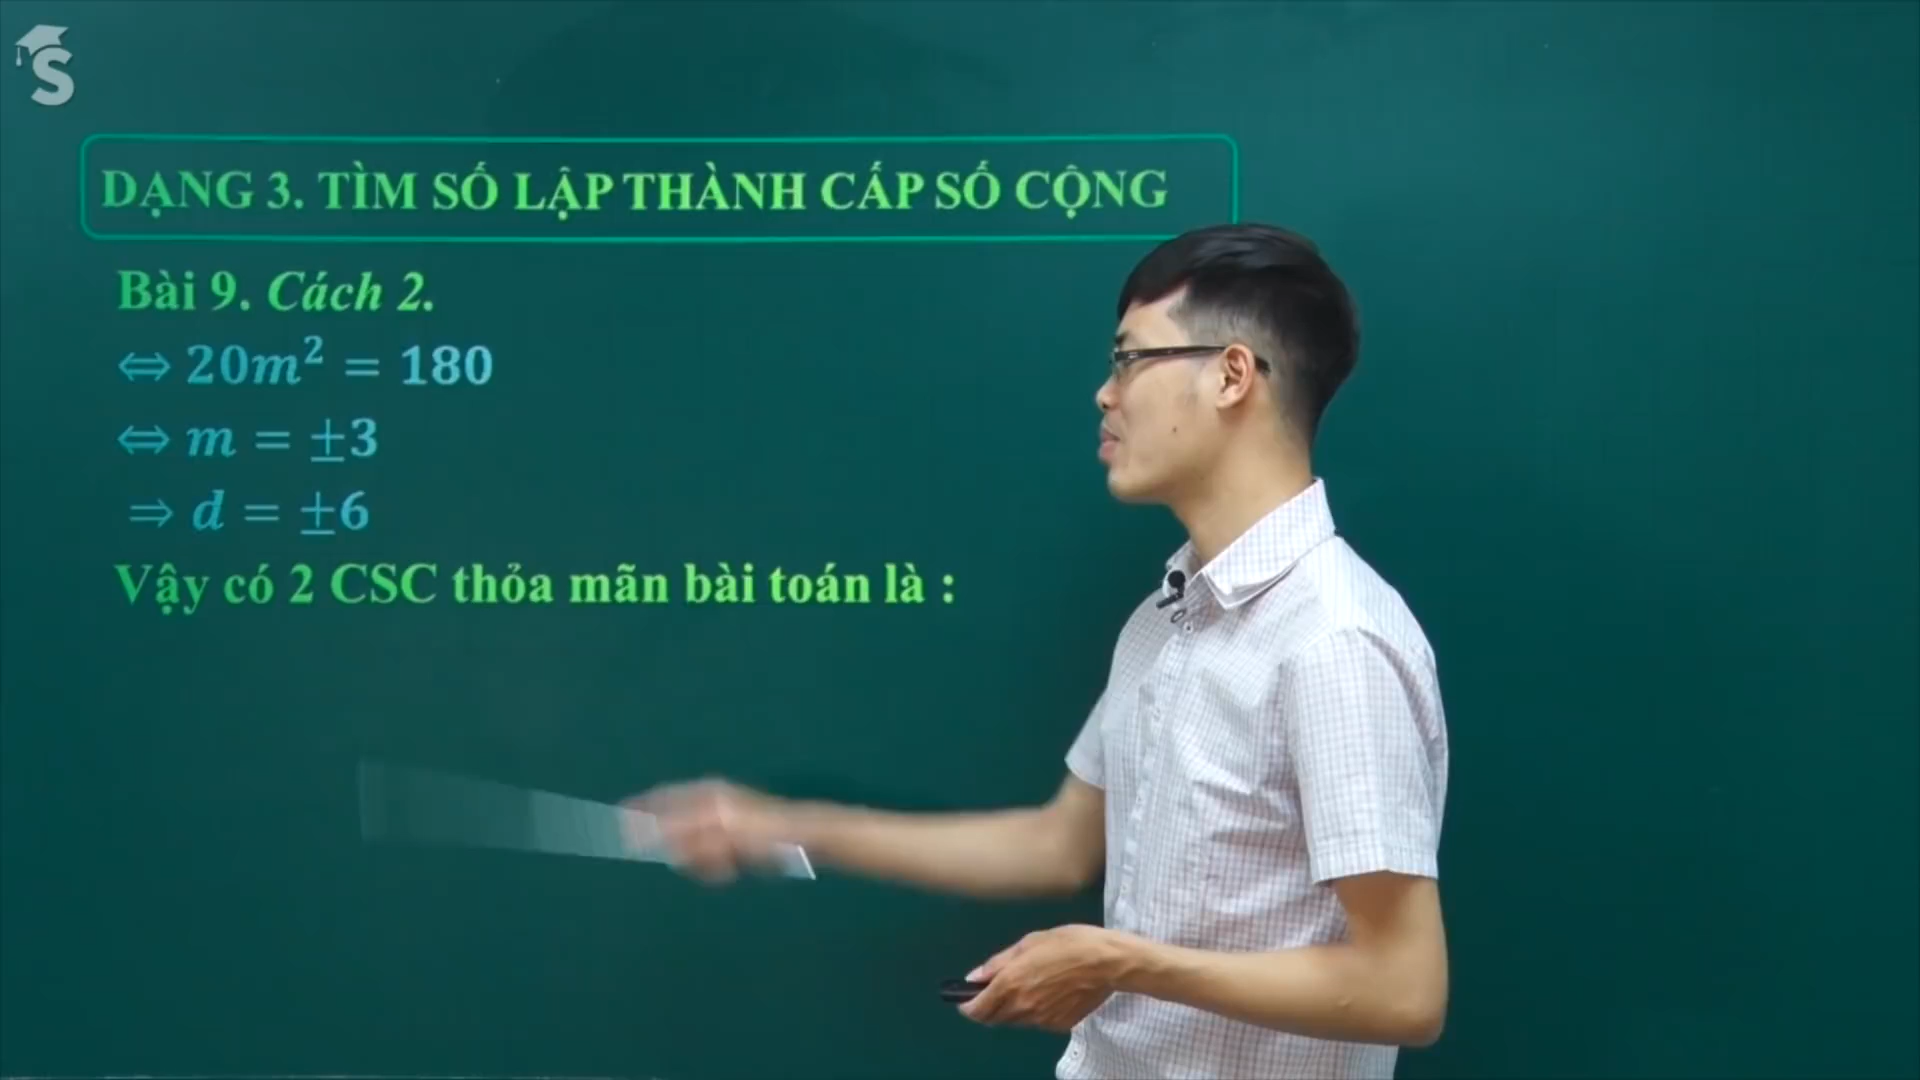 S
DẠNG 3. TÌM SỐ LẬP THÀNH CẤP SỐ CỘNG
Bài 9. Cách 2.
⇔ 20m² = 180
⇔ m = ±3
⇒ d = ±6
Vậy có 2 CSC thỏa mãn bài toán là :